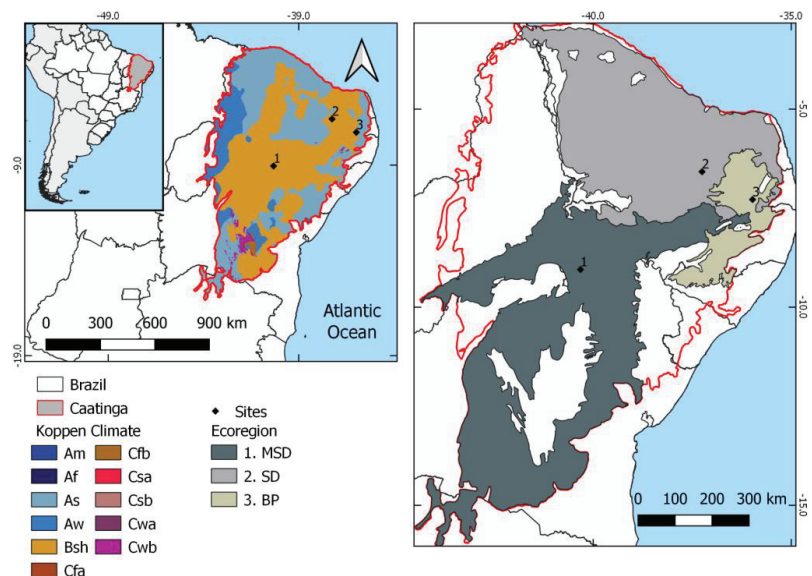 -49.0
-39.0
-9.0
-19.0
1
2
3
Atlantic
Ocean
0 300 600 900 km
-40.0
-35.0
-5.0
-10.0
-15.0
2
3
1
0 100 200 300 km
Brazil
Caatinga
Koppen Climate
Am
Af
As
Aw
Bsh
Cfa
Cfb
Csa
Csb
Cwa
Cwb
Sites
Ecoregion
1. MSD
2. SD
3. BP